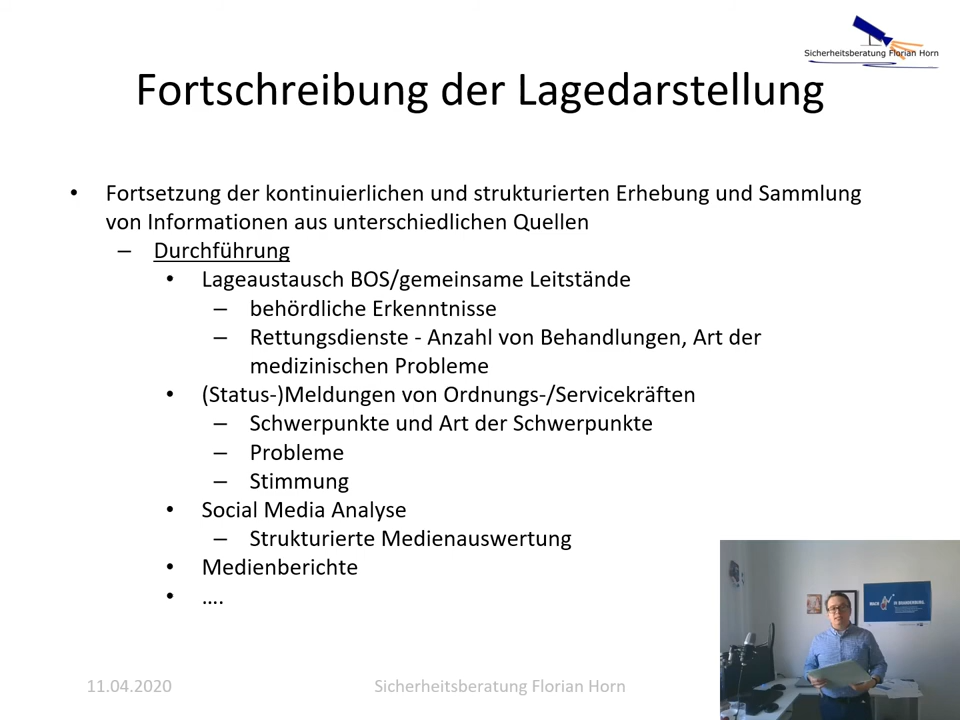 Sicherheitsberatung Florian Horn
Fortschreibung der Lagedarstellung
• Fortsetzung der kontinuierlichen und strukturierten Erhebung und Sammlung
von Informationen aus unterschiedlichen Quellen
– Durchführung
• Lageaustausch BOS/gemeinsame Leitstände
– behördliche Erkenntnisse
– Rettungsdienste - Anzahl von Behandlungen, Art der
medizinischen Probleme
• (Status-)Meldungen von Ordnungs-/Servicekräften
– Schwerpunkte und Art der Schwerpunkte
– Probleme
– Stimmung
• Social Media Analyse
– Strukturierte Medienauswertung
• Medienberichte
• ....
11.04.2020
Sicherheitsberatung Florian Horn